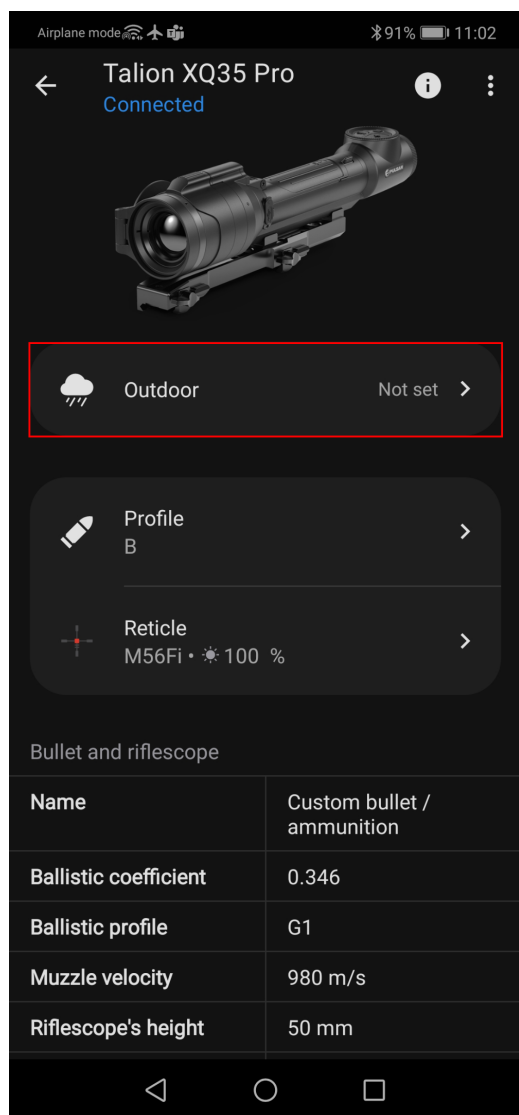 Airplane mode 91% 11:02
Talion XQ35 Pro
Connected
PULSAR
Outdoor Not set
Profile
B
Reticle
M56Fi • 100 %
Bullet and riflescope
Name Custom bullet /
ammunition
Ballistic coefficient 0.346
Ballistic profile G1
Muzzle velocity 980 m/s
Riflescope's height 50 mm